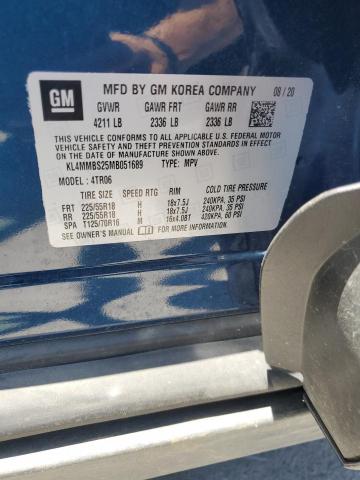 GM MFD BY GM KOREA COMPANY 08/20
GVWR GAWR FRT GAWR RR
4211 LB 2336 LB 2336 LB
THIS VEHICLE CONFORMS TO ALL APPLICABLE U.S. FEDERAL MOTOR
VEHICLE SAFETY, BUMPER, AND THEFT PREVENTION STANDARDS IN
EFFECT ON THE DATE OF MANUFACTURE SHOWN ABOVE.
KL4MMBS25MB051689 TYPE: MPV
MODEL: 4TR06
TIRE SIZE SPEED RTG RIM COLD TIRE PRESSURE
FRT 225/55R18 H 18x7.5J 240KPA, 35 PSI
RR 225/55R18 H 18x7.5J 240KPA, 35 PSI
SPA T125/70R16 M 16x4.0BT 420KPA, 60 PSI
SEE OWNER'S MANUAL FOR MORE INFORMATION.